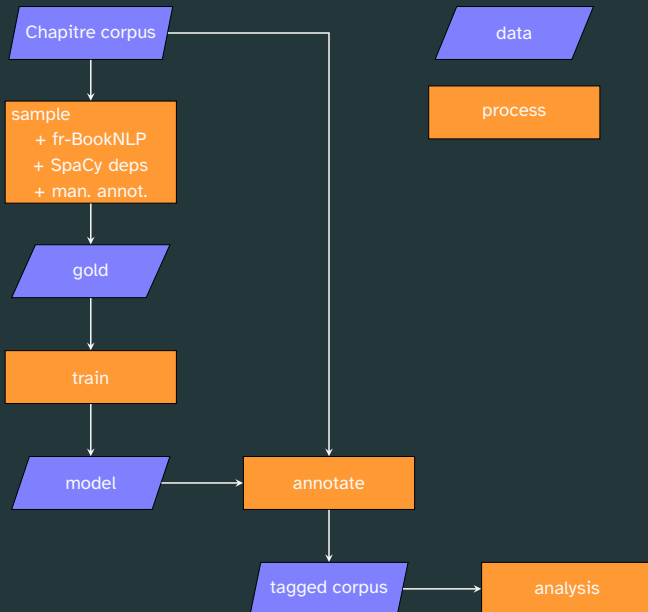 Chapitre corpus
data
process
sample
+ fr-BookNLP
+ SpaCy deps
+ man. annot.
gold
train
model
annotate
tagged corpus
analysis